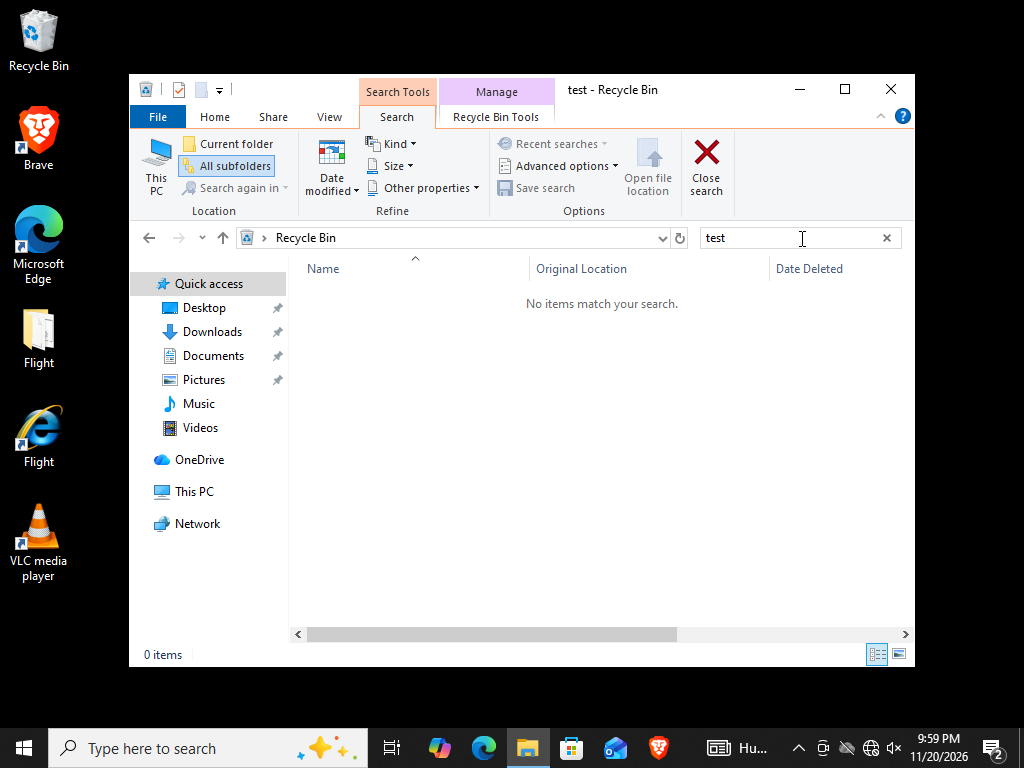 Recycle Bin
Brave
Microsoft
Edge
Flight
Flight
VLC media
player
Search Tools
Manage
test - Recycle Bin
File
Home
Share
View
Search
Recycle Bin Tools
?
This
PC
Current folder
All subfolders
Search again in
Location
Date
modified
Kind
Size
Other properties
Refine
Recent searches
Advanced options
Save search
Options
Open file
location
Close
search
Recycle Bin
test
Name
Original Location
Date Deleted
No items match your search.
Quick access
Desktop
Downloads
Documents
Pictures
Music
Videos
OneDrive
This PC
Network
0 items
Type here to search
Hu...
9:59 PM
11/20/2026
2